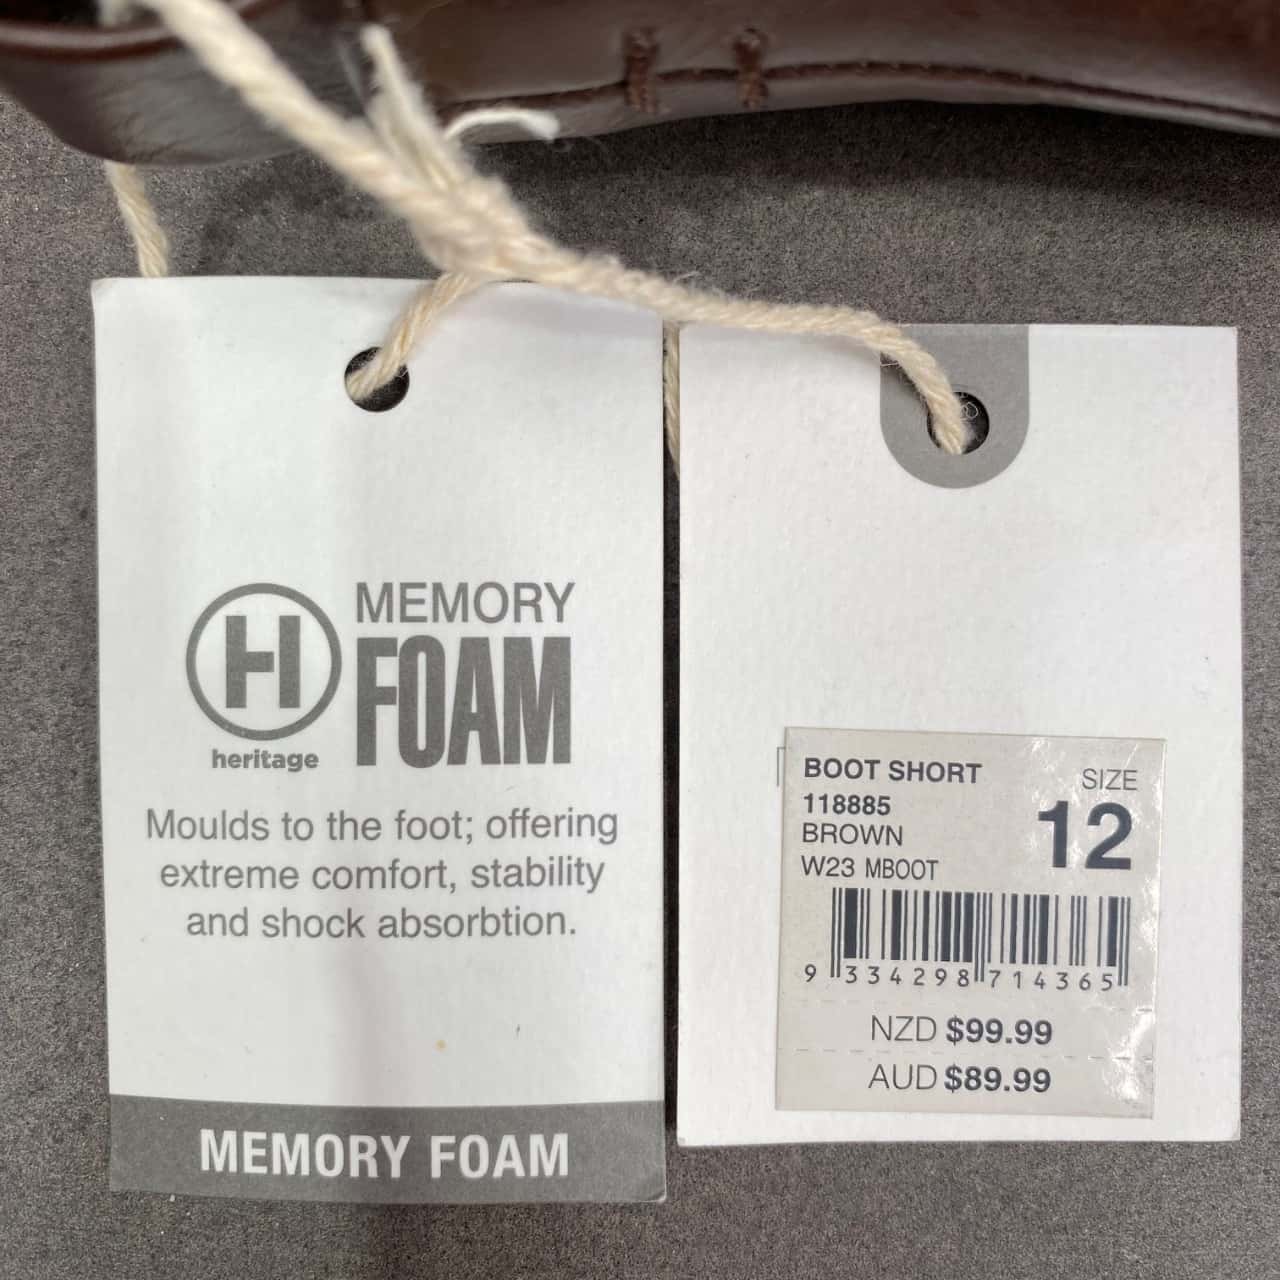 H
heritage
MEMORY
FOAM
Moulds to the foot; offering
extreme comfort, stability
and shock absorbtion.
MEMORY FOAM
BOOT SHORT
118885
BROWN
W23 MBOOT
SIZE
12
9 334298 714365
NZD $99.99
AUD $89.99